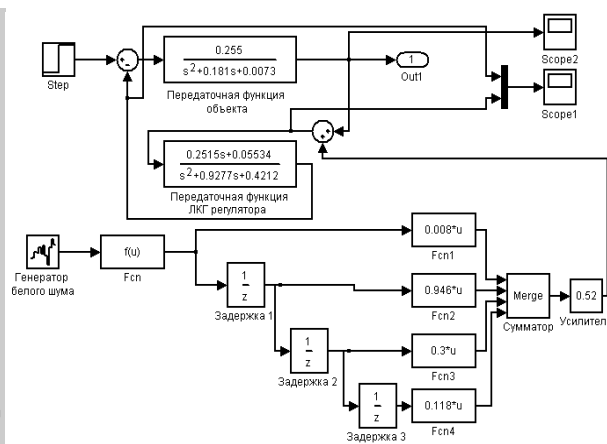 Step
+
-
0.255
s²+0.181s+0.0073
Передаточная функция
объекта
1
Out1
Scope2
Scope1
+
+
0.2515s+0.05534
s²+0.9277s+0.4212
Передаточная функция
ЛКГ регулятора
Генератор
белого шума
f(u)
Fcn
0.008*u
Fcn1
1
z
Задержка 1
0.946*u
Fcn2
Merge
Сумматор
0.52
Усилител
1
z
Задержка 2
0.3*u
Fcn3
1
z
Задержка 3
0.118*u
Fcn4